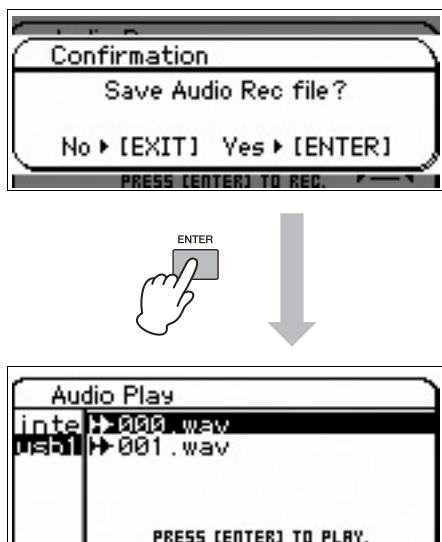 Confirmation
Save Audio Rec file?
No ▸ [EXIT] Yes ▸ [ENTER]
PRESS [ENTER] TO REC.
ENTER
Audio Play
inte 000.wav
usb1 001.wav
PRESS [ENTER] TO PLAY.